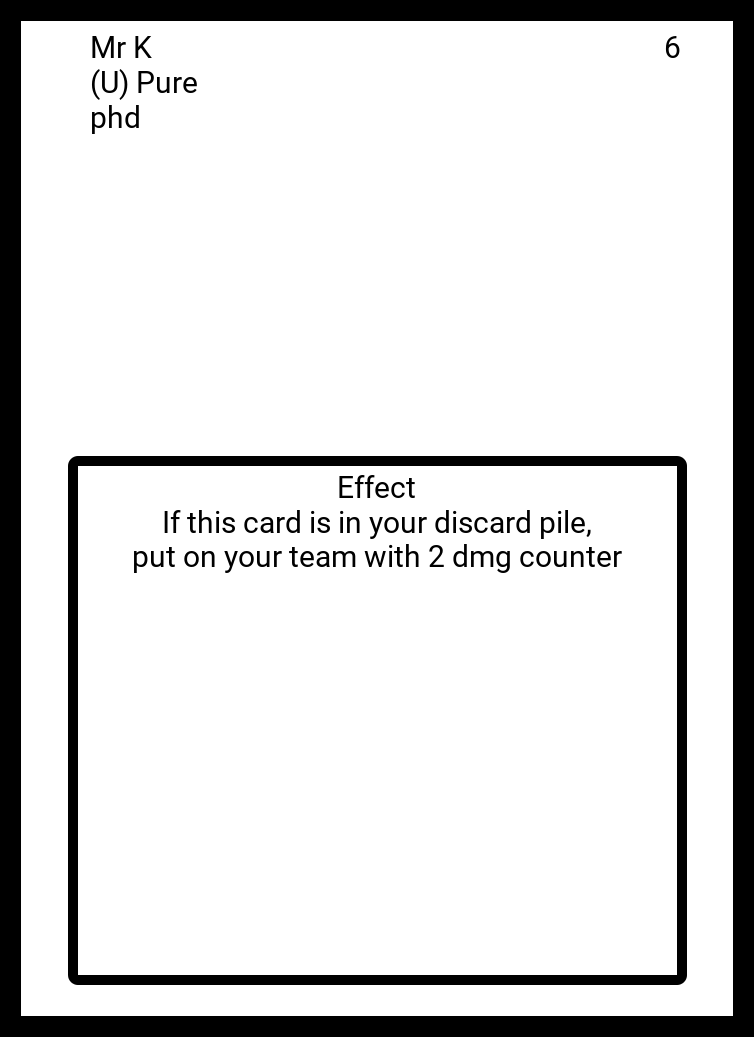 Mr K
6
(U) Pure
phd
Effect
If this card is in your discard pile,
put on your team with 2 dmg counter